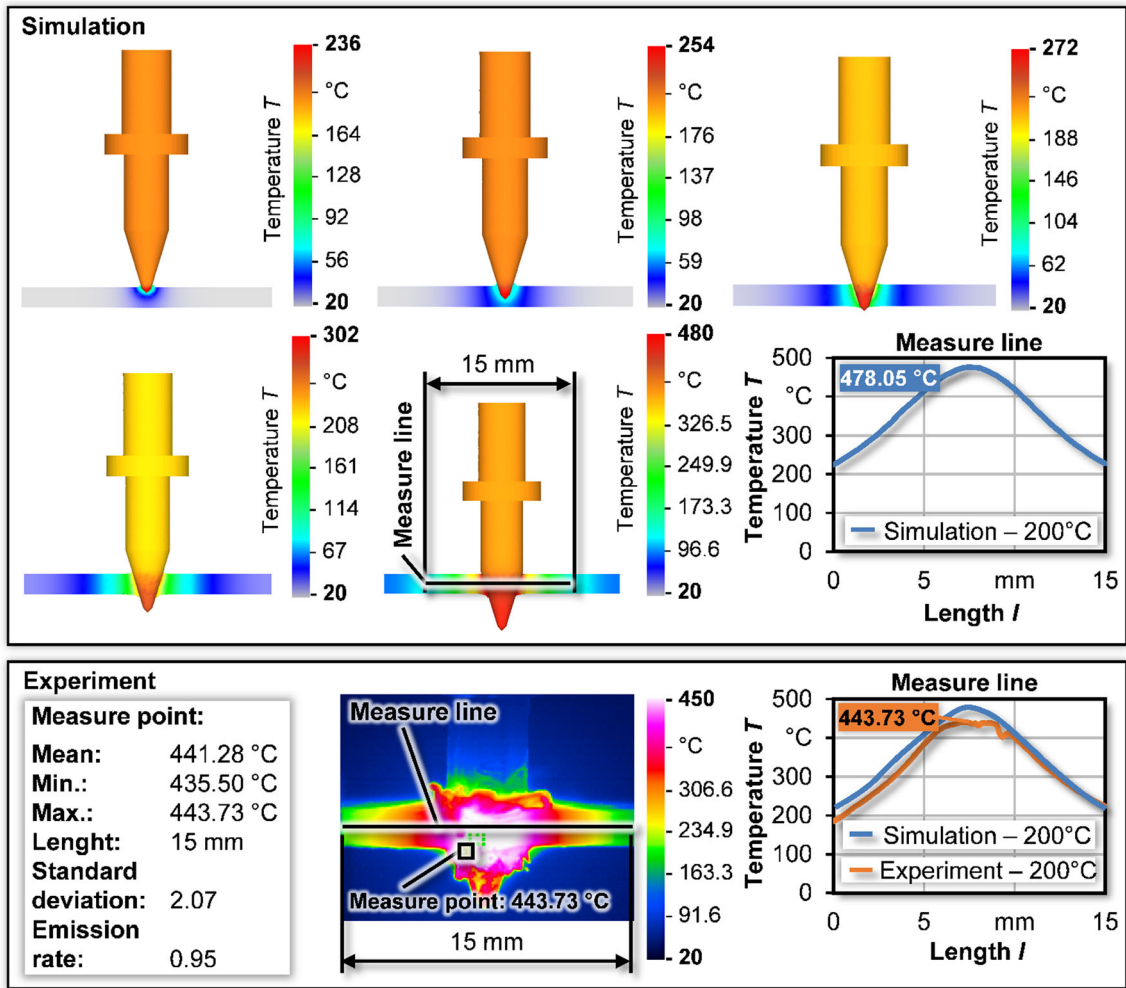 Simulation
Temperature T
- 236
°C
- 164
- 128
- 92
- 56
- 20
Temperature T
- 254
°C
- 176
- 137
- 98
- 59
- 20
Temperature T
- 272
°C
- 188
- 146
- 104
- 62
- 20
Temperature T
- 302
°C
- 208
- 161
- 114
- 67
- 20
15 mm
Measure line
Temperature T
- 480
°C
- 326.5
- 249.9
- 173.3
- 96.6
- 20
Measure line
Temperature T
500
°C
300
200
100
0
478.05 °C
Simulation – 200°C
0
5
mm
15
Length l
Experiment
Measure point:
Mean: 441.28 °C
Min.: 435.50 °C
Max.: 443.73 °C
Lenght: 15 mm
Standard
deviation: 2.07
Emission
rate: 0.95
Measure line
Measure point: 443.73 °C
15 mm
- 450
- °C
- 306.6
- 234.9
- 163.3
- 91.6
- 20
Measure line
Temperature T
500
°C
300
200
100
0
443.73 °C
Simulation – 200°C
Experiment – 200°C
0
5
mm
15
Length l